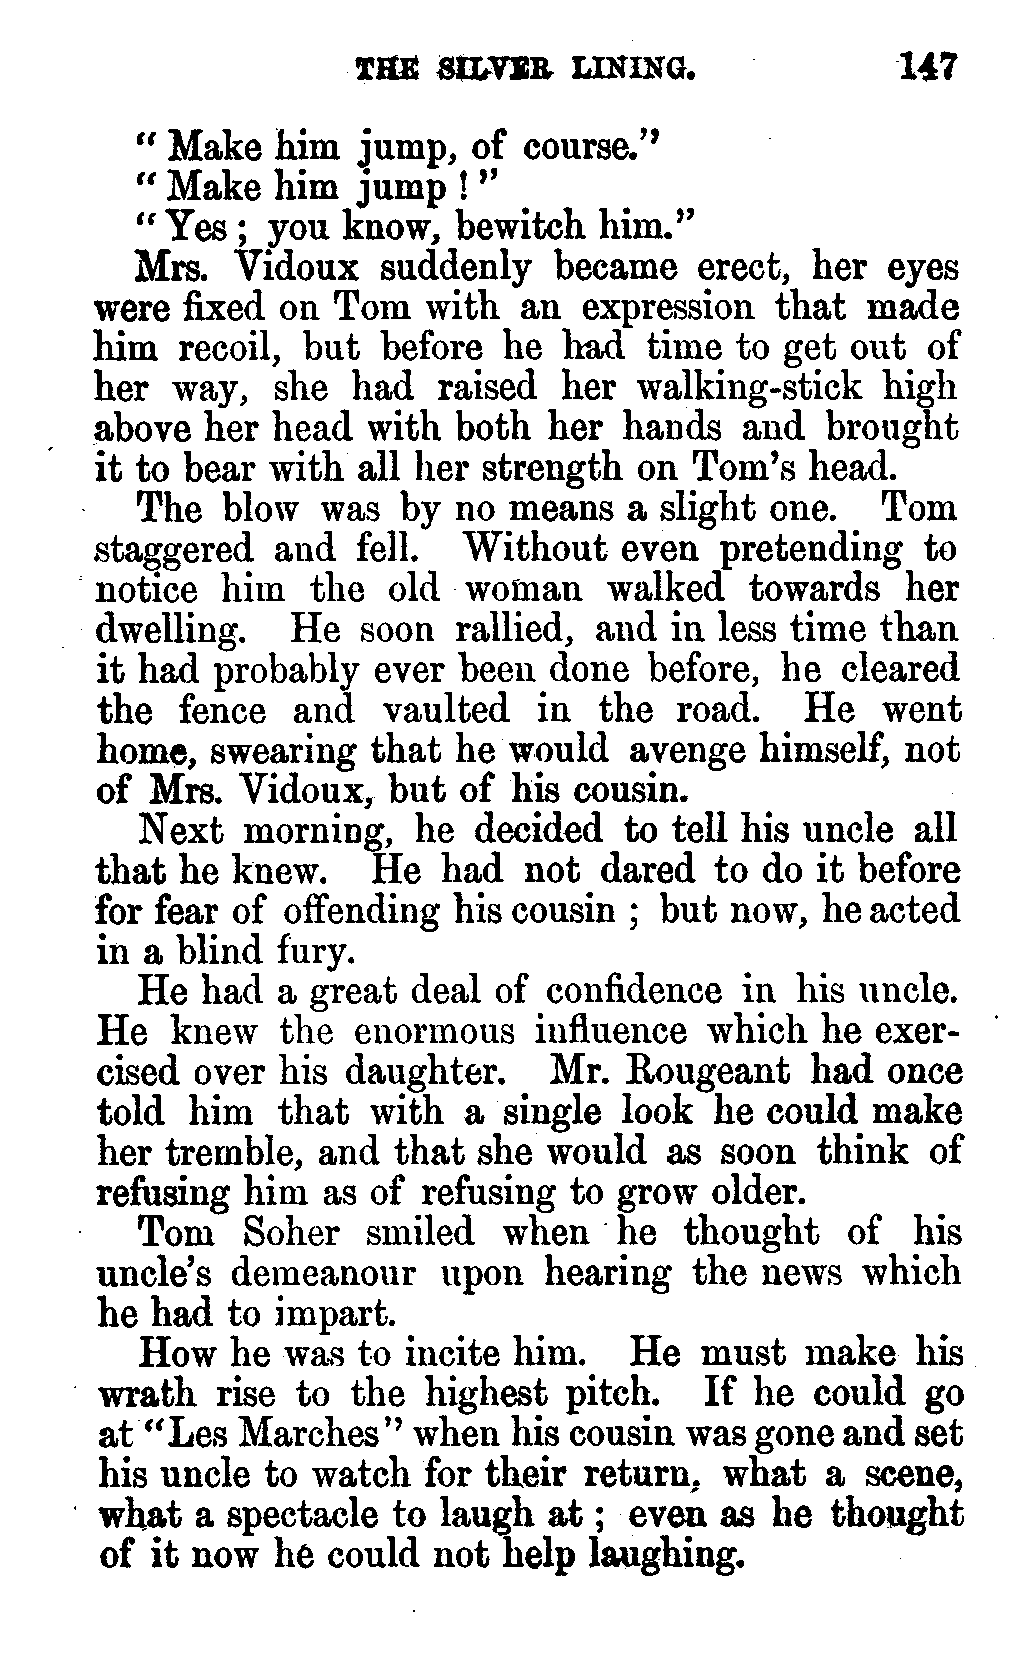 THE SILVER LINING. 147
“ Make him jump, of course.”
“ Make him jump ! ”
“ Yes ; you know, bewitch him.”
Mrs. Vidoux suddenly became erect, her eyes
were fixed on Tom with an expression that made
him recoil, but before he had time to get out of
her way, she had raised her walking-stick high
above her head with both her hands and brought
it to bear with all her strength on Tom’s head.
The blow was by no means a slight one. Tom
staggered and fell. Without even pretending to
notice him the old woman walked towards her
dwelling. He soon rallied, and in less time than
it had probably ever been done before, he cleared
the fence and vaulted in the road. He went
home, swearing that he would avenge himself, not
of Mrs. Vidoux, but of his cousin.
Next morning, he decided to tell his uncle all
that he knew. He had not dared to do it before
for fear of offending his cousin ; but now, he acted
in a blind fury.
He had a great deal of confidence in his uncle.
He knew the enormous influence which he exer-
cised over his daughter. Mr. Rougeant had once
told him that with a single look he could make
her tremble, and that she would as soon think of
refusing him as of refusing to grow older.
Tom Soher smiled when he thought of his
uncle’s demeanour upon hearing the news which
he had to impart.
How he was to incite him. He must make his
wrath rise to the highest pitch. If he could go
at “Les Marches” when his cousin was gone and set
his uncle to watch for their return, what a scene,
what a spectacle to laugh at ; even as he thought
of it now he could not help laughing.